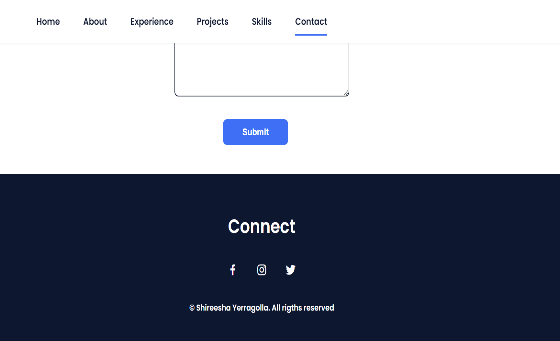 Home About Experience Projects Skills Contact
Submit
Connect
© Shireesha Yerragolla. All rigths reserved